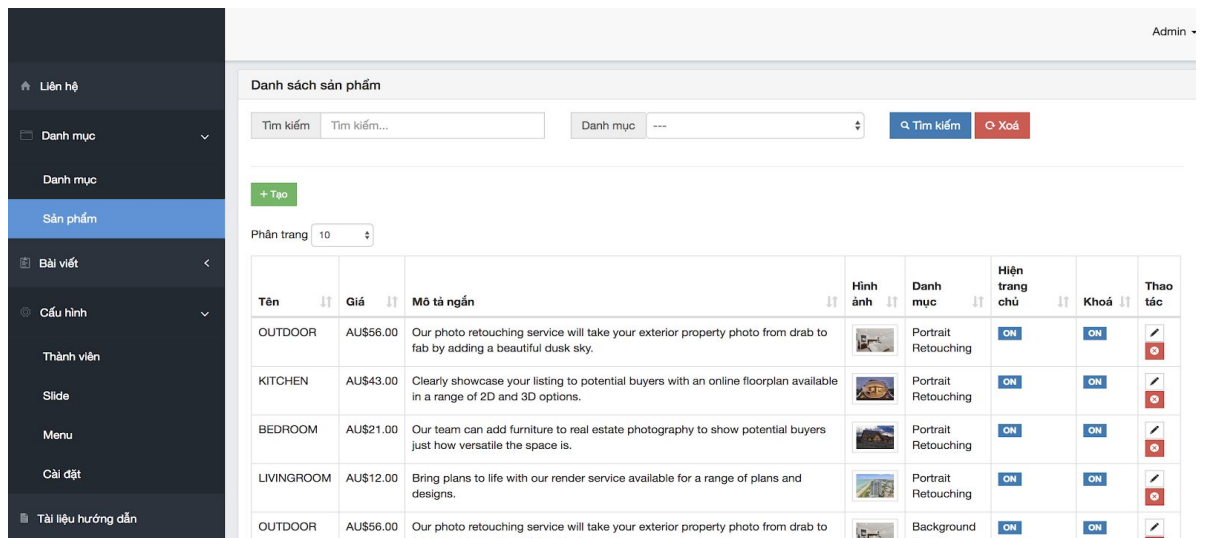 Admin
Liên hệ
Danh mục
Danh mục
Sản phẩm
Bài viết
Cấu hình
Thành viên
Slide
Menu
Cài đặt
Tài liệu hướng dẫn
Danh sách sản phẩm
Tìm kiếm Tìm kiếm... Danh mục --- Tìm kiếm Xoá
+ Tạo
Phân trang 10
Hiện
Hình Danh trang Thao
Tên Giá Mô tả ngắn ảnh mục chủ Khoá tác
OUTDOOR AU$56.00 Our photo retouching service will take your exterior property photo from drab to Portrait ON ON
fab by adding a beautiful dusk sky. Retouching
KITCHEN AU$43.00 Clearly showcase your listing to potential buyers with an online floorplan available Portrait ON ON
in a range of 2D and 3D options. Retouching
BEDROOM AU$21.00 Our team can add furniture to real estate photography to show potential buyers Portrait ON ON
just how versatile the space is. Retouching
LIVINGROOM AU$12.00 Bring plans to life with our render service available for a range of plans and Portrait ON ON
designs. Retouching
OUTDOOR AU$56.00 Our photo retouching service will take your exterior property photo from drab to Background ON ON